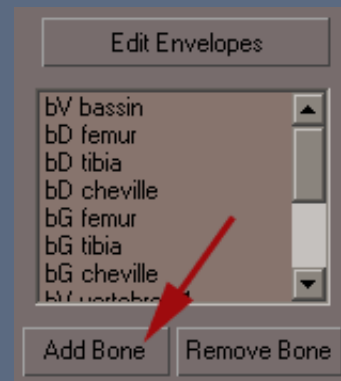 Edit Envelopes
bV bassin
bD femur
bD tibia
bD cheville
bG femur
bG tibia
bG cheville
Add Bone
Remove Bone